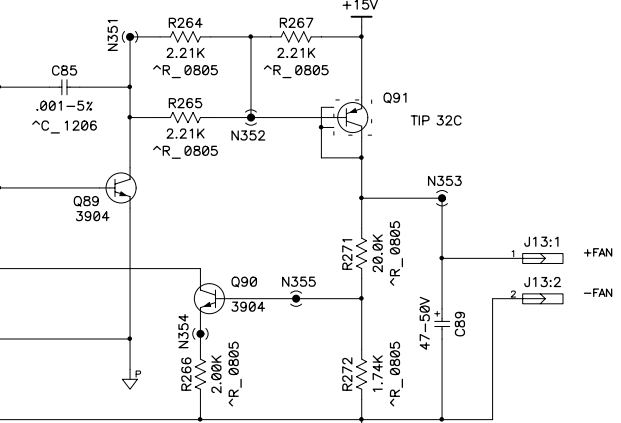 +15V
N351
R264
2.21K
^R_0805
R267
2.21K
^R_0805
C85
.001-5%
^C_1206
R265
2.21K
^R_0805
N352
Q91
TIP 32C
Q89
3904
N353
R271
20.0K
^R_0805
J13:1
1
+FAN
J13:2
2
-FAN
Q90
3904
N355
N354
R266
2.00K
^R_0805
R272
1.74K
^R_0805
47-50V
+
C89
P